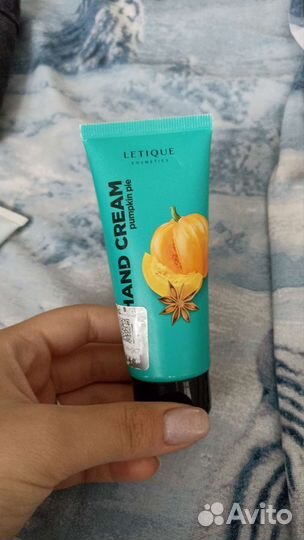 LETIQUE
COSMETICS
HAND CREAM
pumpkin pie
Avito